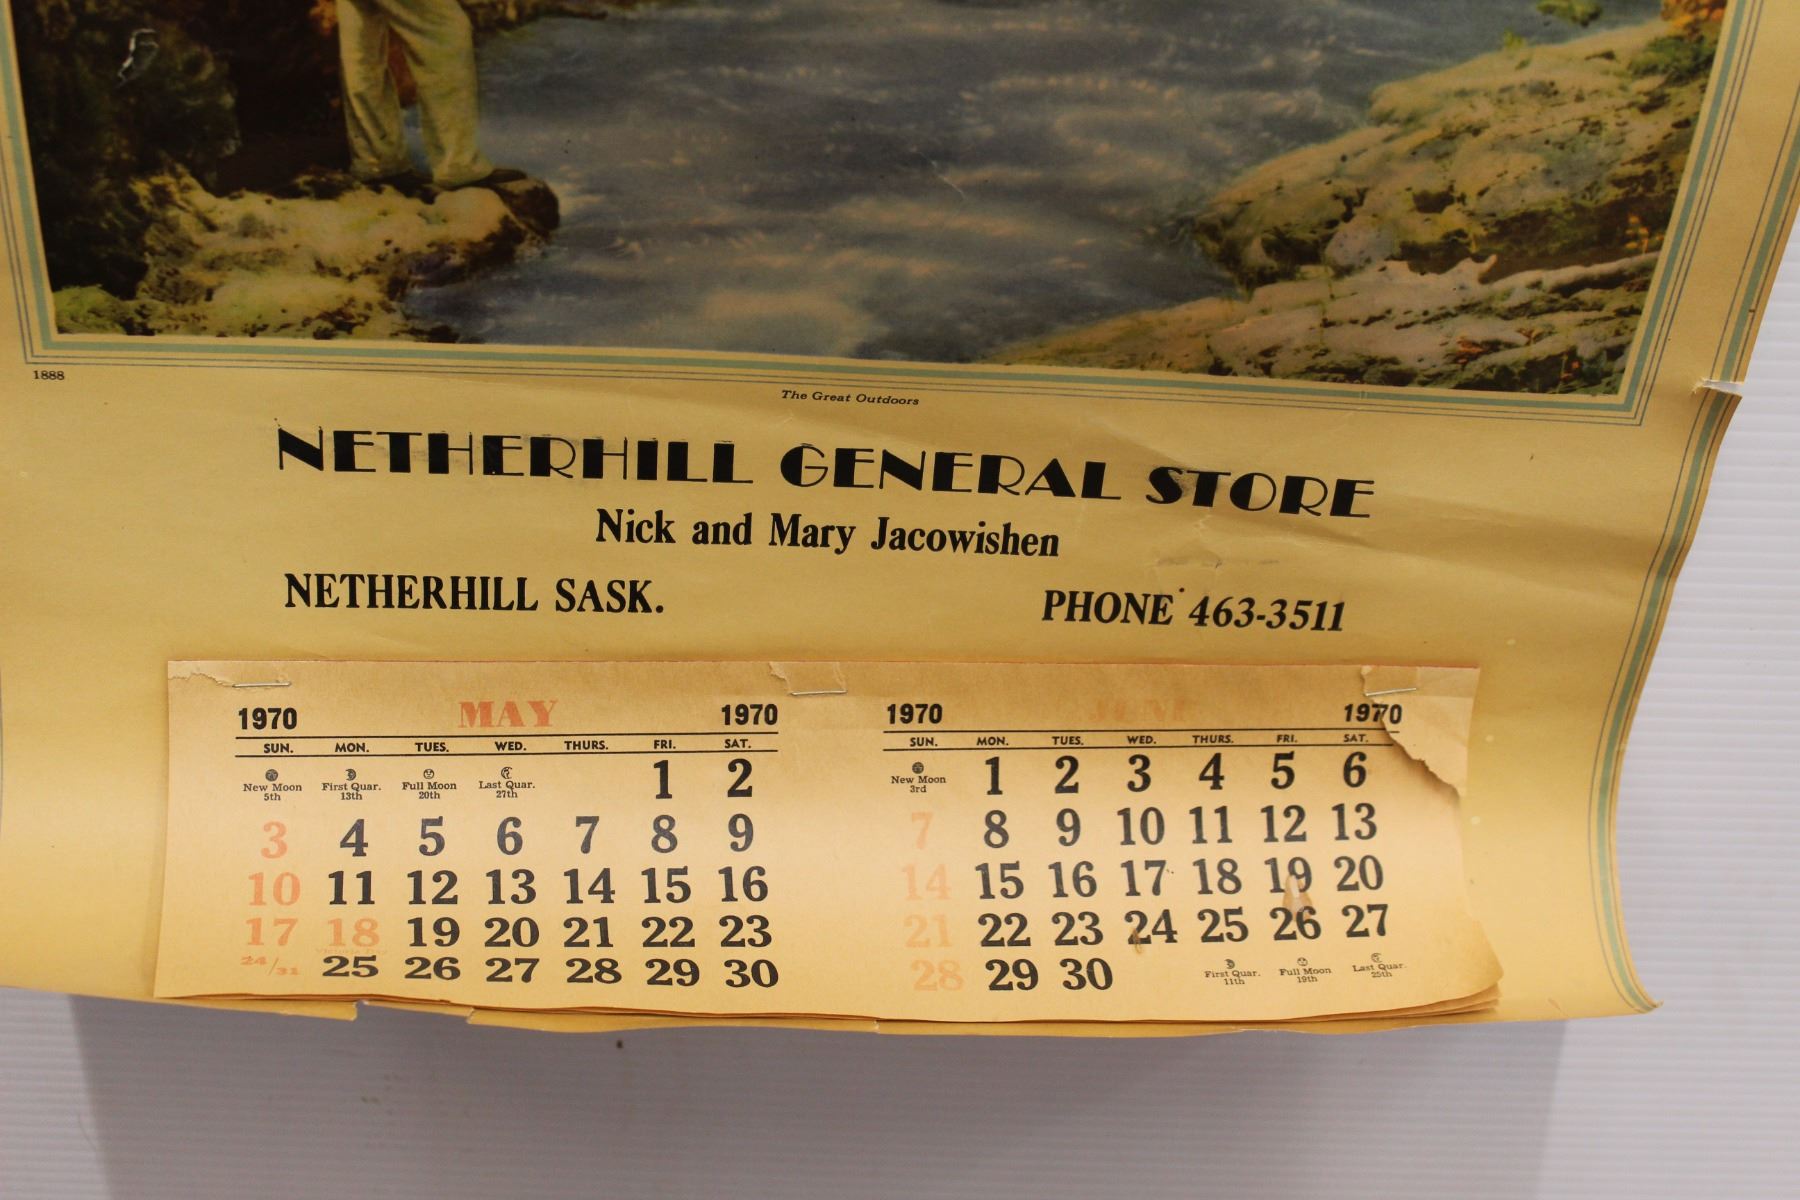 1888
The Great Outdoors
NETHERHILL GENERAL STORE
Nick and Mary Jacowishen
NETHERHILL SASK.
PHONE 463-3511
1970 MAY 1970
SUN. MON. TUES. WED. THURS. FRI. SAT.
New Moon 5th First Quar. 13th Full Moon 20th Last Quar. 27th 1 2
3 4 5 6 7 8 9
10 11 12 13 14 15 16
17 18 19 20 21 22 23
Victoria Day
24/31 25 26 27 28 29 30
1970 JUNE 1970
SUN. MON. TUES. WED. THURS. FRI. SAT.
New Moon 3rd 1 2 3 4 5 6
7 8 9 10 11 12 13
14 15 16 17 18 19 20
21 22 23 24 25 26 27
28 29 30 First Quar. 11th Full Moon 19th Last Quar. 25th